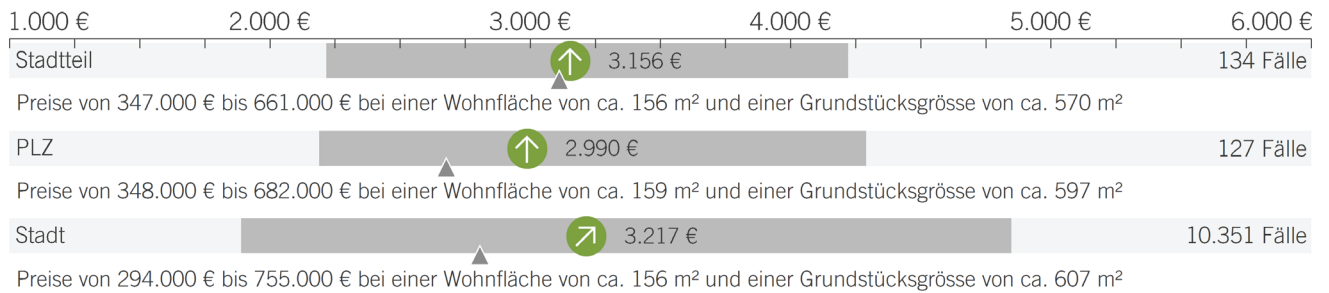 1.000 € 2.000 € 3.000 € 4.000 € 5.000 € 6.000 €
Stadtteil 3.156 € 134 Fälle
Preise von 347.000 € bis 661.000 € bei einer Wohnfläche von ca. 156 m² und einer Grundstücksgrösse von ca. 570 m²
PLZ 2.990 € 127 Fälle
Preise von 348.000 € bis 682.000 € bei einer Wohnfläche von ca. 159 m² und einer Grundstücksgrösse von ca. 597 m²
Stadt 3.217 € 10.351 Fälle
Preise von 294.000 € bis 755.000 € bei einer Wohnfläche von ca. 156 m² und einer Grundstücksgrösse von ca. 607 m²